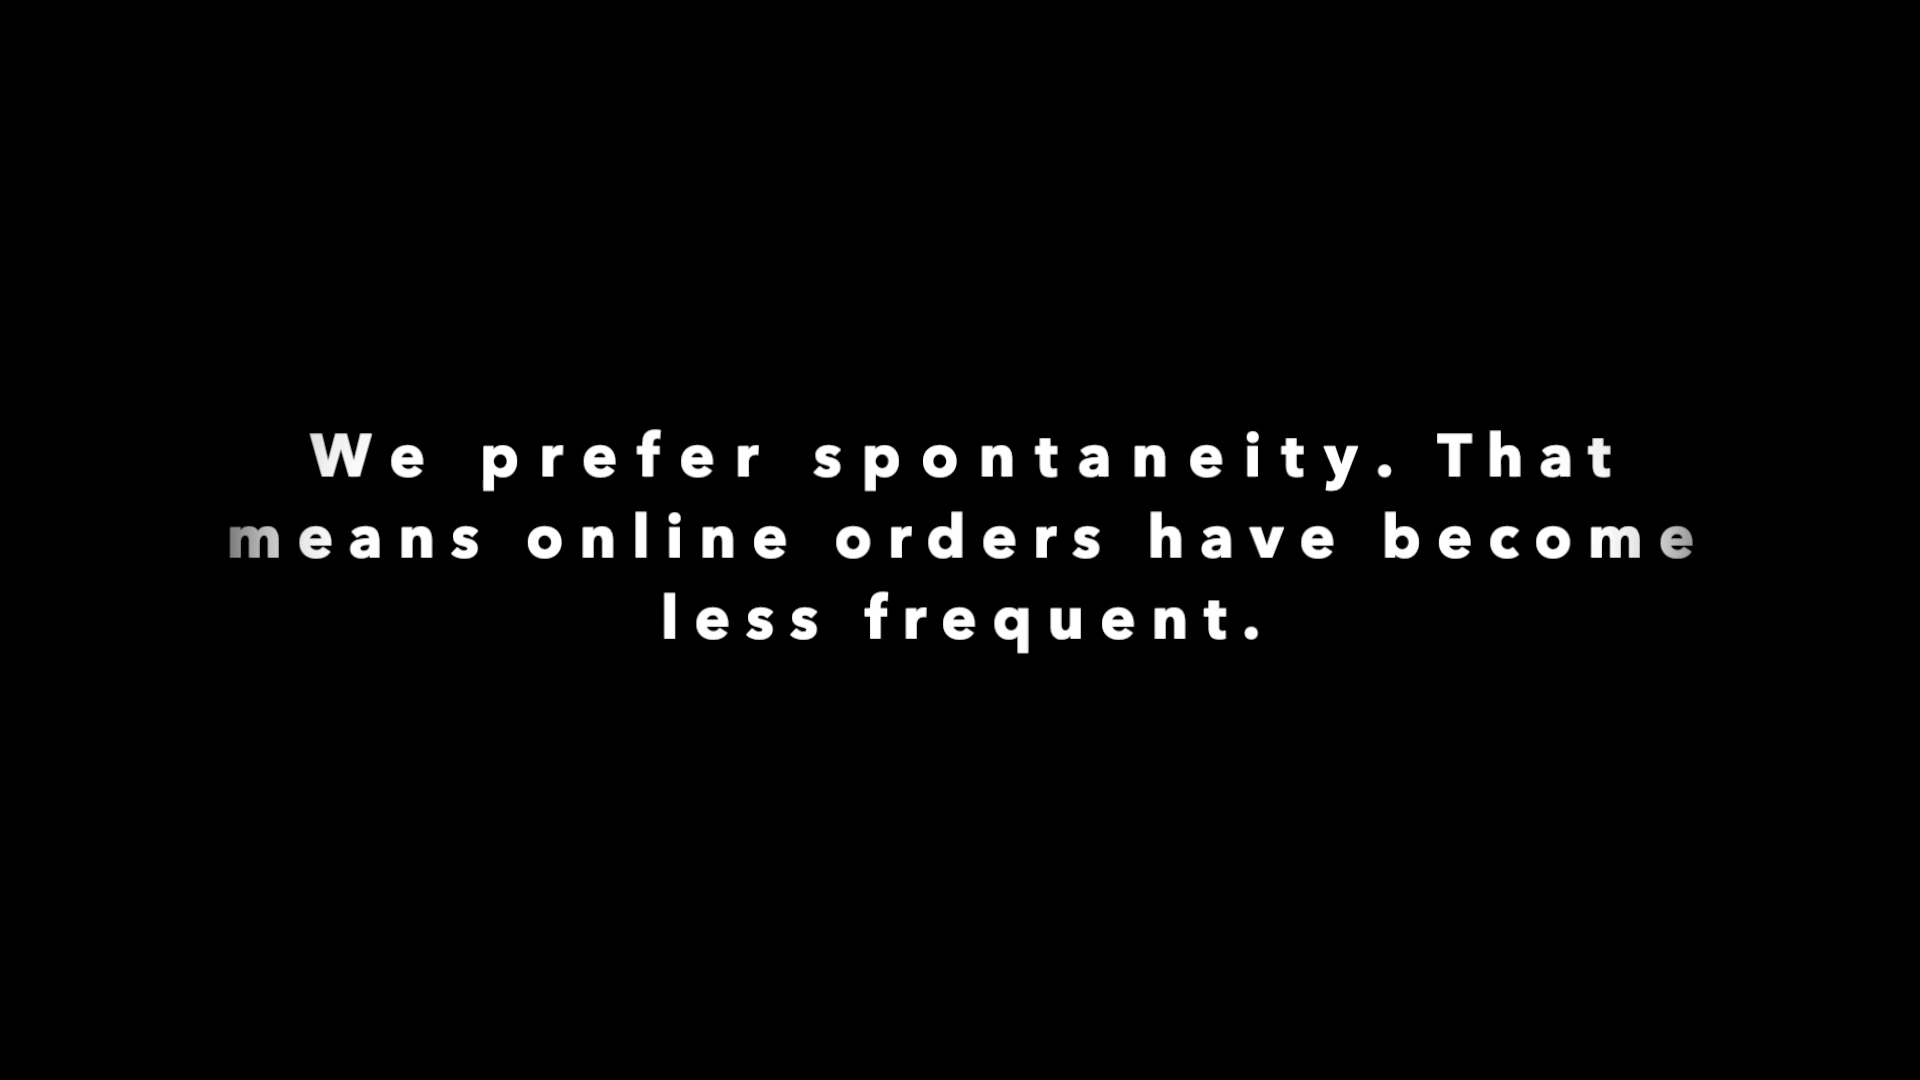 We prefer spontaneity. That
means online orders have become
less frequent.